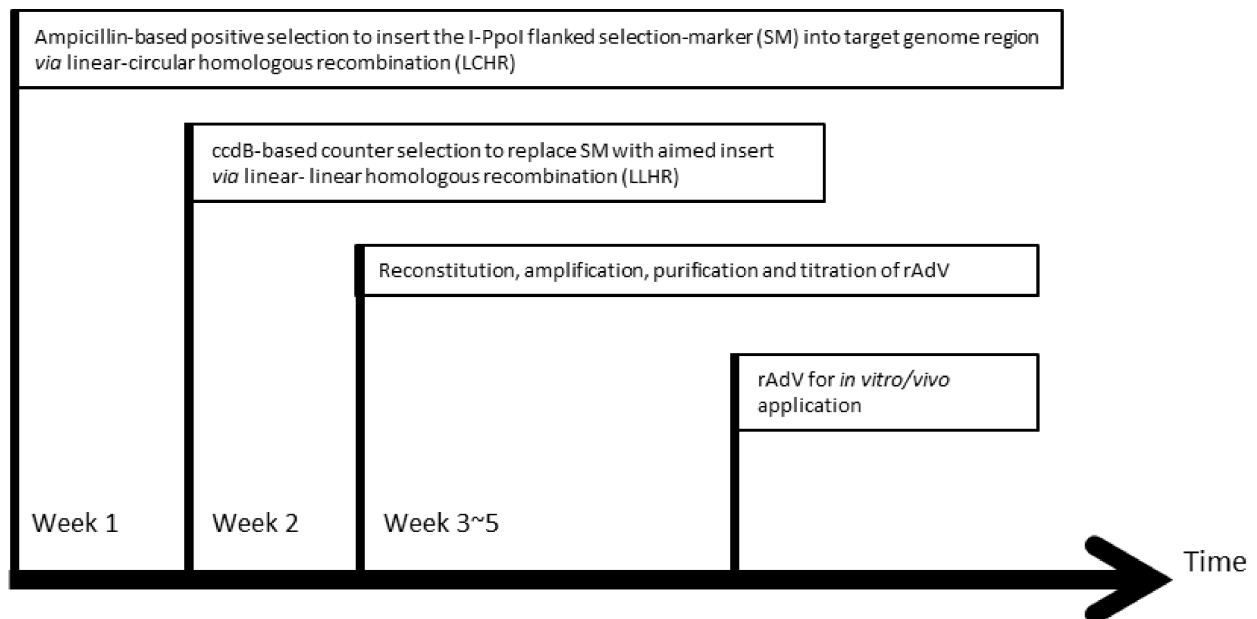 Ampicillin-based positive selection to insert the I-PpoI flanked selection-marker (SM) into target genome region
via linear-circular homologous recombination (LCHR)
ccdB-based counter selection to replace SM with aimed insert
via linear- linear homologous recombination (LLHR)
Reconstitution, amplification, purification and titration of rAdV
rAdV for in vitro/vivo
application
Week 1
Week 2
Week 3~5
Time